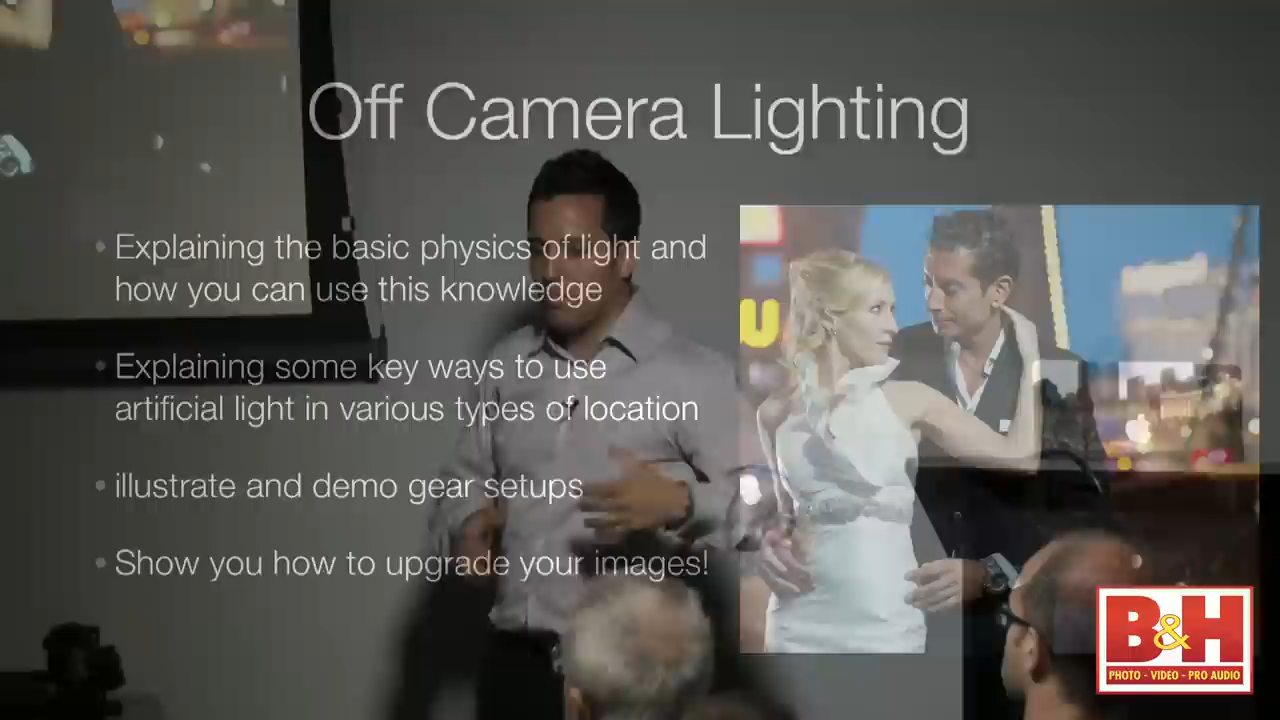 Off Camera Lighting
• Explaining the basic physics of light and
how you can use this knowledge
• Explaining some key ways to use
artificial light in various types of location
• illustrate and demo gear setups
• Show you how to upgrade your images!
U
B&H
PHOTO - VIDEO - PRO AUDIO